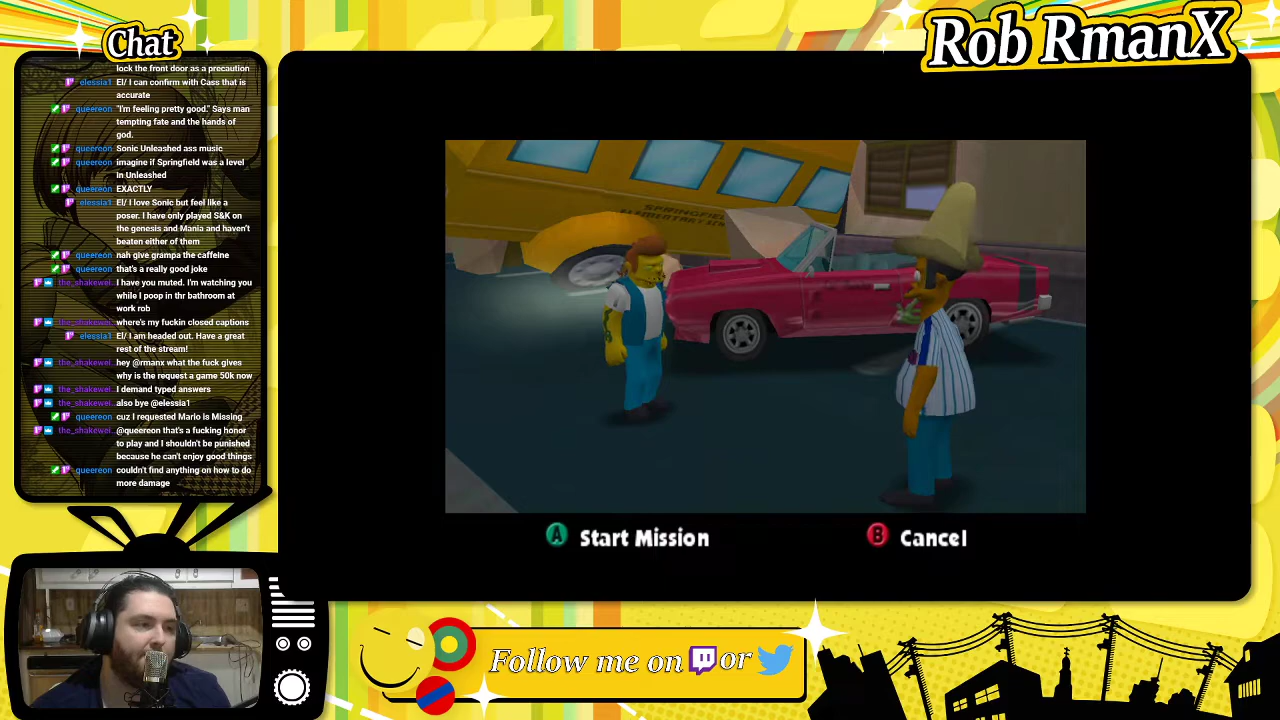 Chat
Rob RmanX
lock the front door as a precaution
elessia1 El/ I can confirm with Cass that is
accurate
queereon "I'm feeling pretty good." Says man
tempting fate and the hands of
god.
queereon Sonic Unleashed ass music
queereon imagine if Springfield was a level
in Unleashed
queereon EXACTLY
elessia1 El/ I love Sonic but feel like a
poser. I have only played S&K on
the genesis and Mania and haven't
beaten either of them
queereon nah give grampa the caffeine
queereon that's a really good joke
the_shakewei.. I have you muted. I'm watching you
while I poop in thr bathroom at
work rob
the_shakewei.. where's my fuckin closed captions
elessia1 El/ I am headed out. Have a great
rest of the stream!
the_shakewei.. hey @rmanx what the fuck gives
why is the request a game 50k now
the_shakewei.. I demand typed answers
the_shakewei.. also bye @elessia1
queereon cuz I requested Mario is Missing
the_shakewei.. @queereon that's a fucking honor
to play and I shouldn't be punished
because he can't enjoy good things
queereon couldn't find anything on how to do
more damage
SPRINGFIELD
ELEMENTARY
A Start Mission
B Cancel
Follow me on or